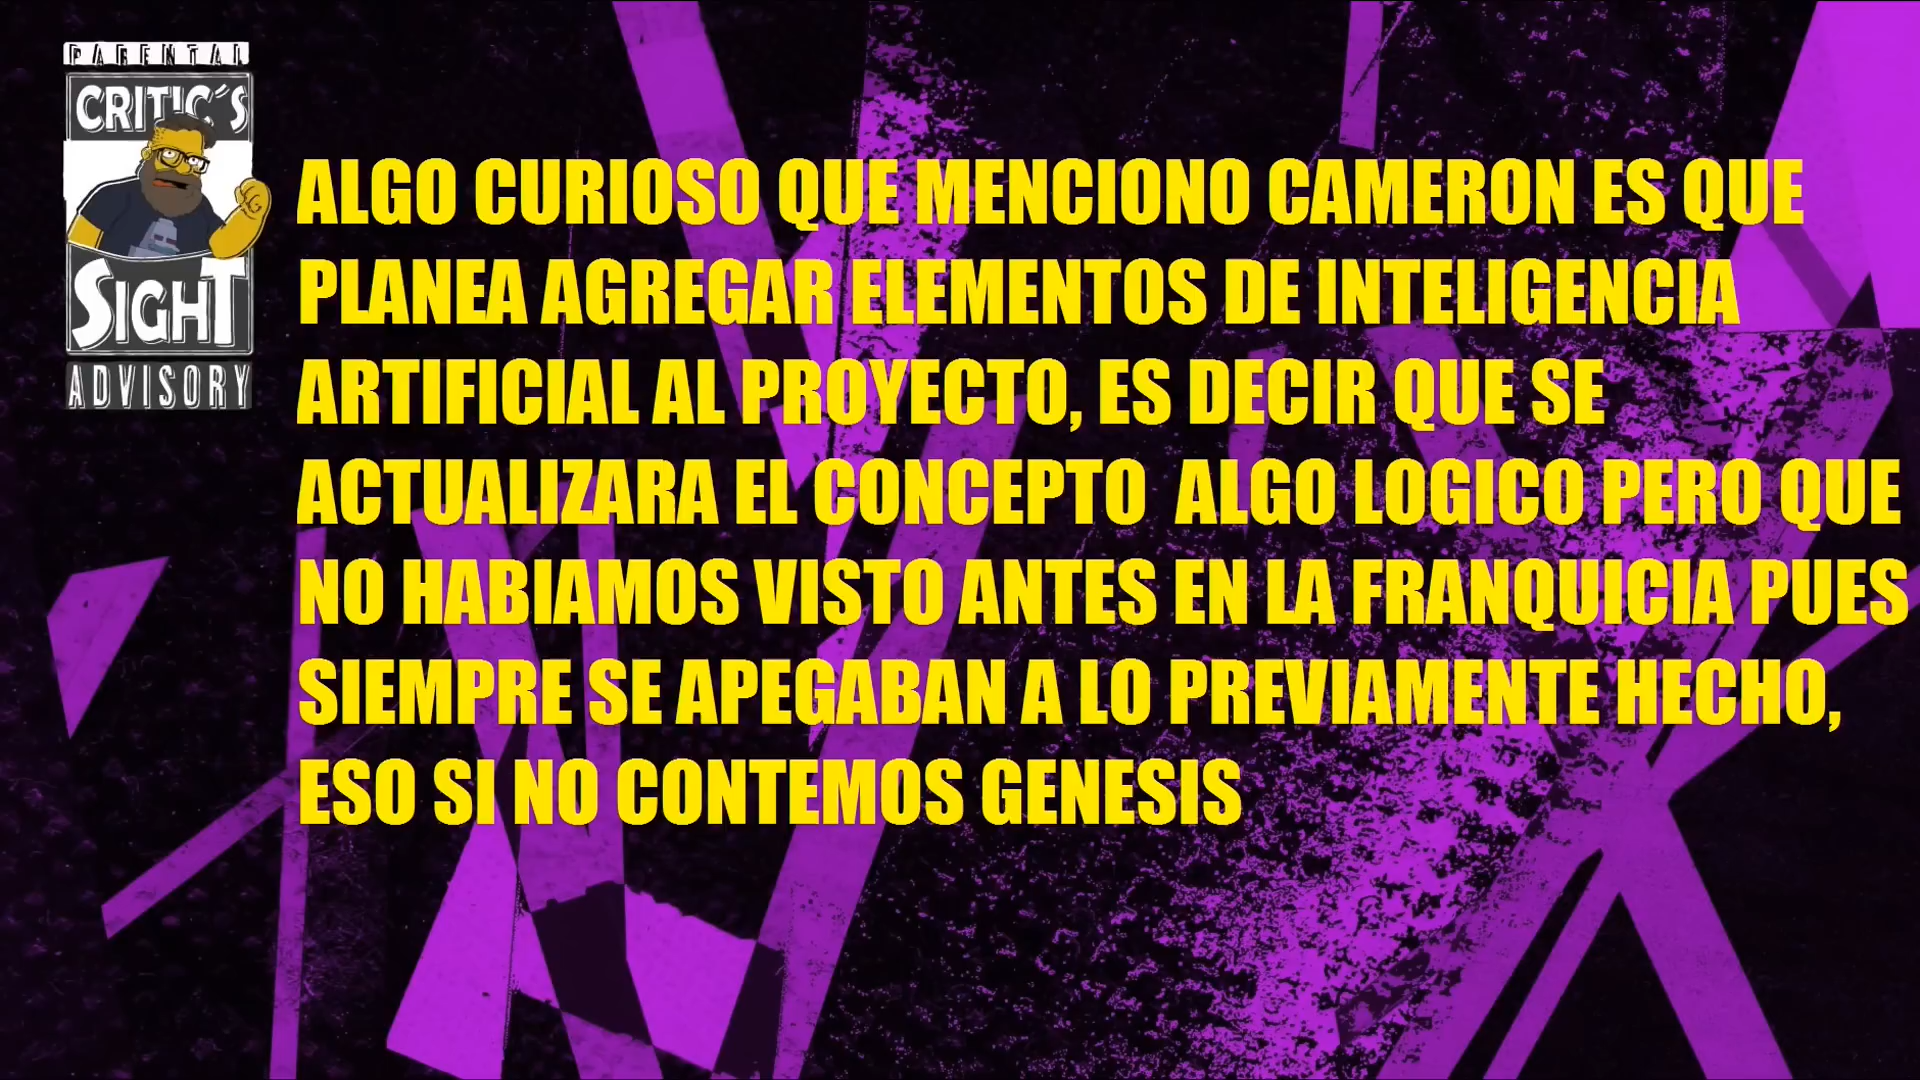 PARENTAL
CRITIC´S
SIGHT
ADVISORY
ALGO CURIOSO QUE MENCIONO CAMERON ES QUE
PLANEA AGREGAR ELEMENTOS DE INTELIGENCIA
ARTIFICIAL AL PROYECTO, ES DECIR QUE SE
ACTUALIZARA EL CONCEPTO  ALGO LOGICO PERO QUE
NO HABIAMOS VISTO ANTES EN LA FRANQUICIA PUES
SIEMPRE SE APEGABAN A LO PREVIAMENTE HECHO,
ESO SI NO CONTEMOS GENESIS